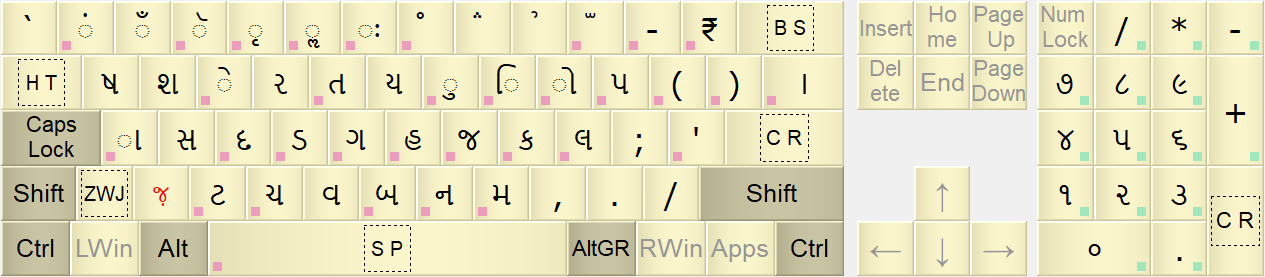 ` ં ઁ ૅ ૃ ૢ ઃ ૦ - ₹ BS Insert Home Page Up Num Lock / * -
HT ષ શ ે ર ત ય ુ િ ી પ ( ) । Delete End Page Down ૭ ૮ ૯ +
Caps Lock ા સ દ ડ ગ હ જ ક લ ; ' CR ૪ ૫ ૬
Shift ZWJ જ઼ ટ ચ વ બ ન મ , . / Shift ↑ ૧ ૨ ૩ CR
Ctrl LWin Alt SP AltGR RWin Apps Ctrl ← ↓ → ૦ .